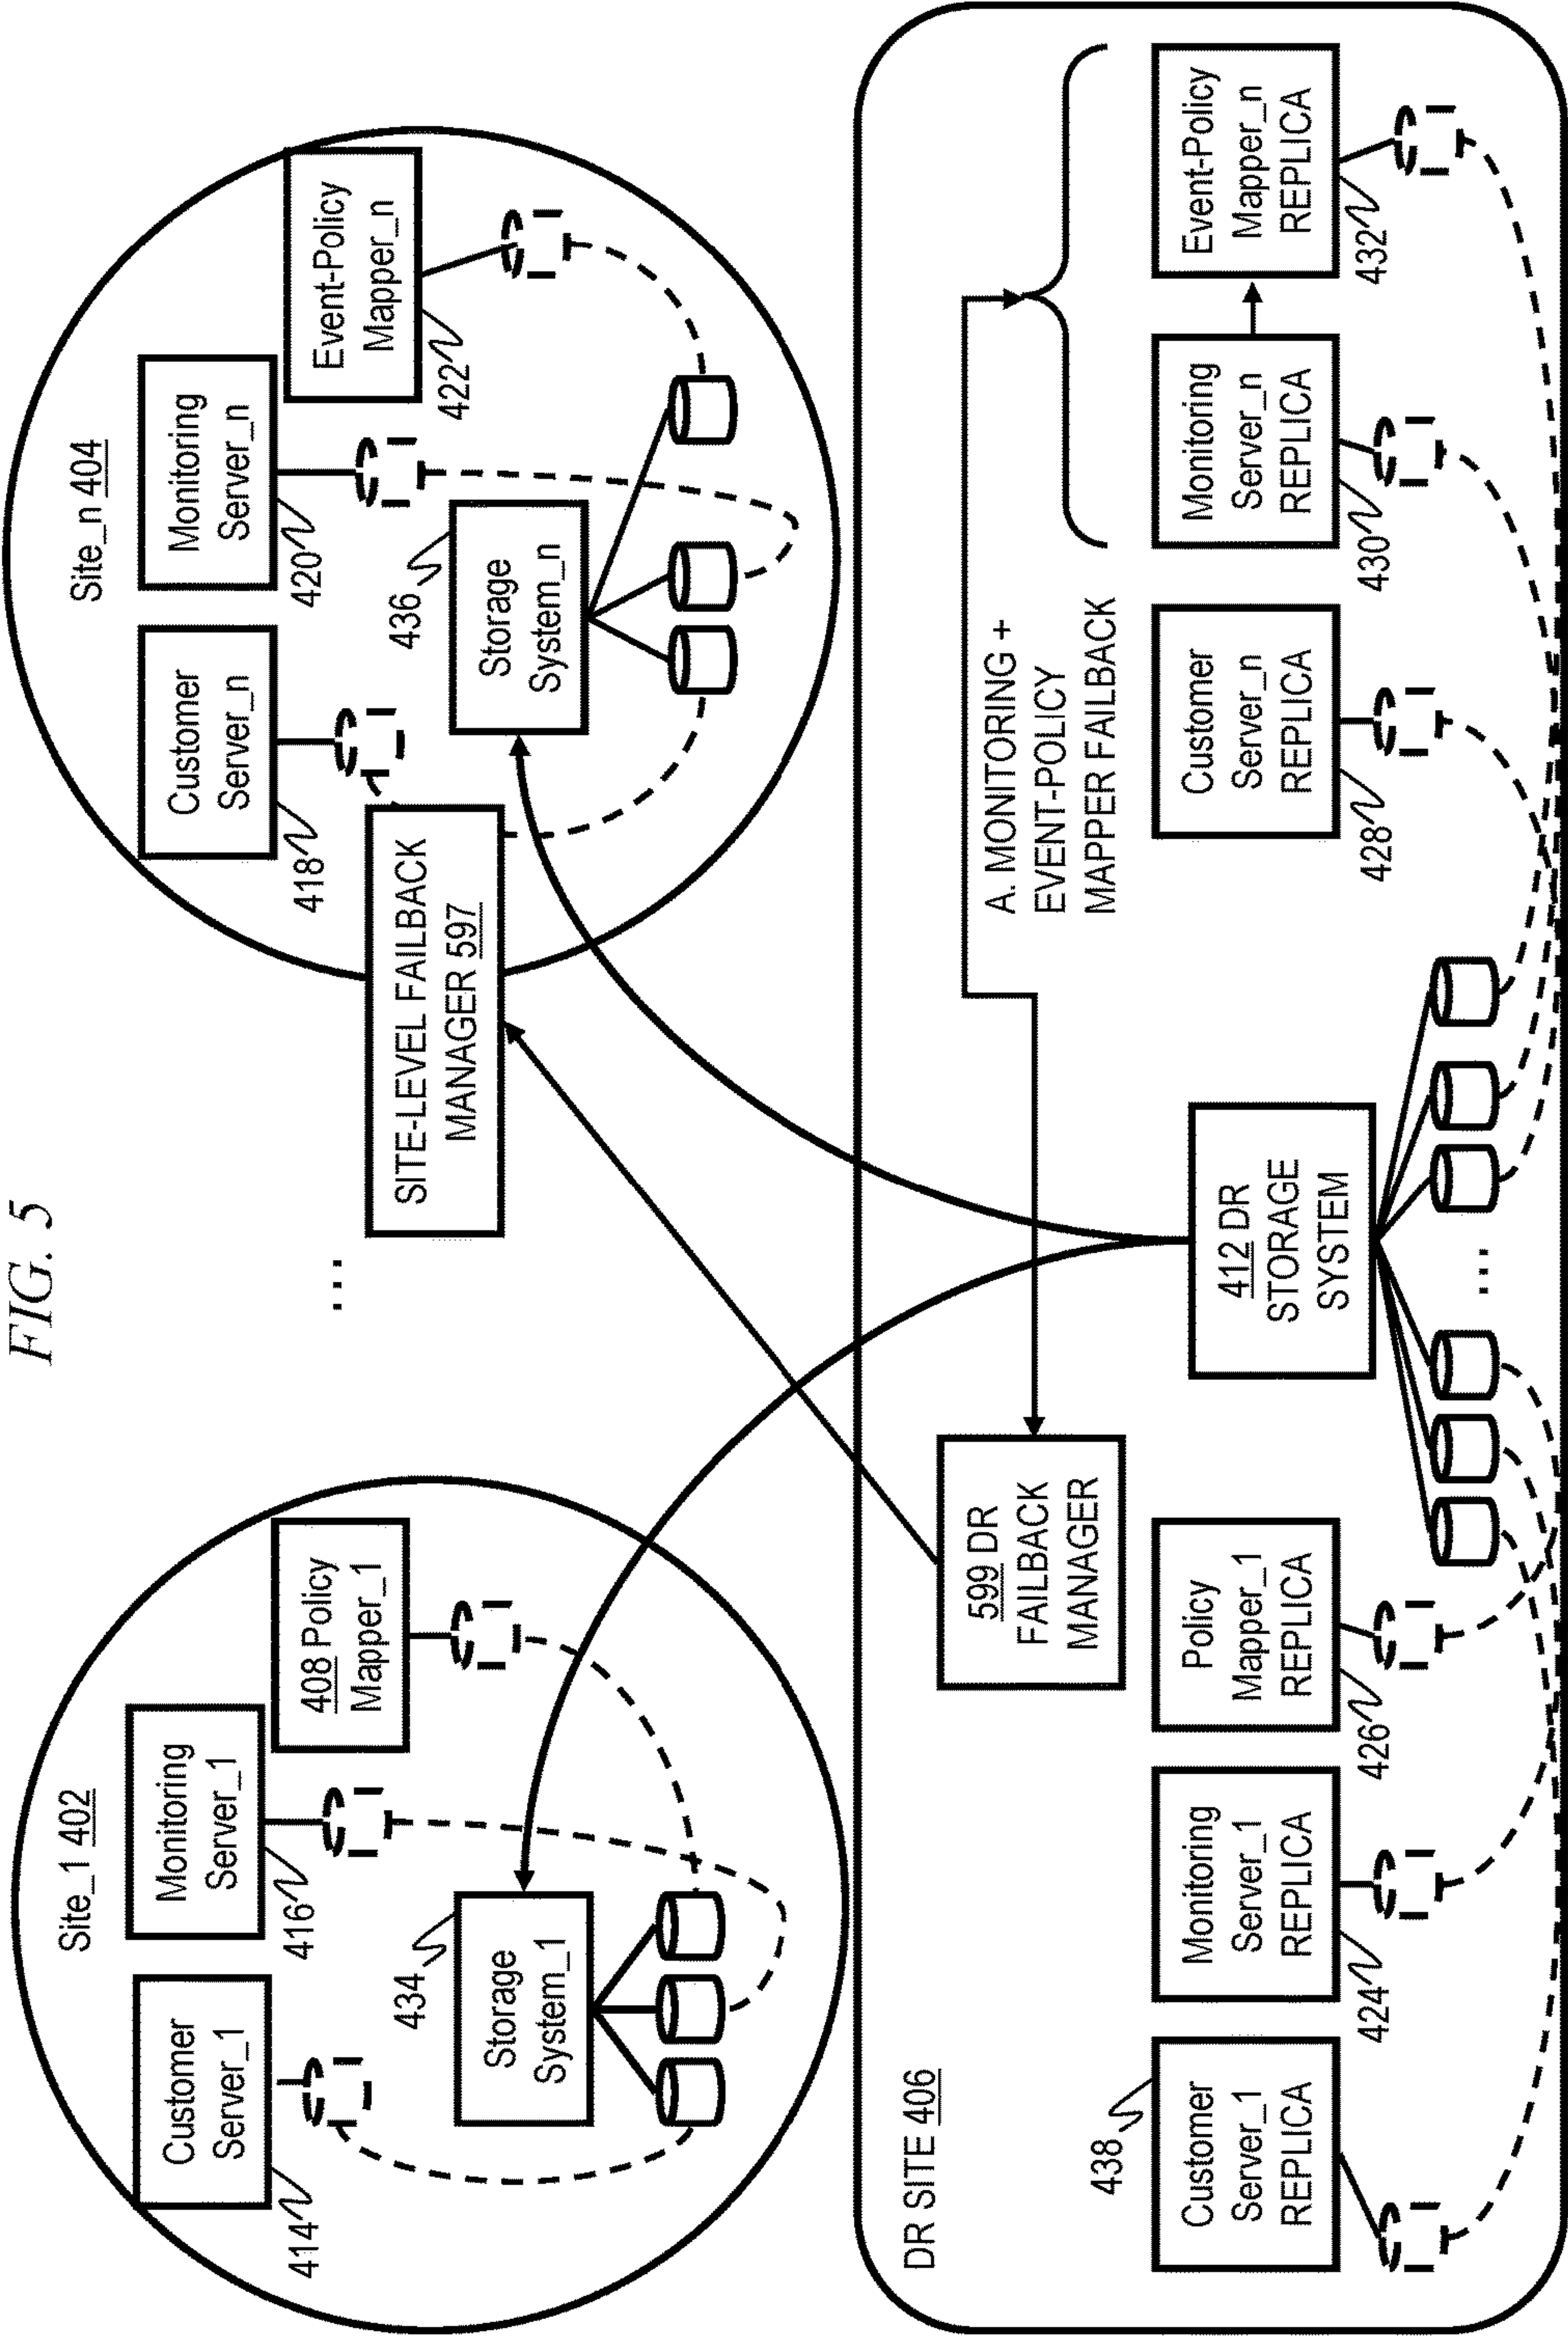 FIG. 5
Site_1 402
Customer
Server_1
414
Monitoring
Server_1
416
408 Policy
Mapper_1
434
Storage
System_1
...
Site_n 404
Customer
Server_n
418
Monitoring
Server_n
420
Event-Policy
Mapper_n
422
436
Storage
System_n
SITE-LEVEL FAILBACK
MANAGER 597
DR SITE 406
599 DR
FAILBACK
MANAGER
A. MONITORING +
EVENT-POLICY
MAPPER FAILBACK
438
Customer
Server_1
REPLICA
Monitoring
Server_1
REPLICA
424
Policy
Mapper_1
REPLICA
426
412 DR
STORAGE
SYSTEM
...
Customer
Server_n
REPLICA
428
Monitoring
Server_n
REPLICA
430
Event-Policy
Mapper_n
REPLICA
432